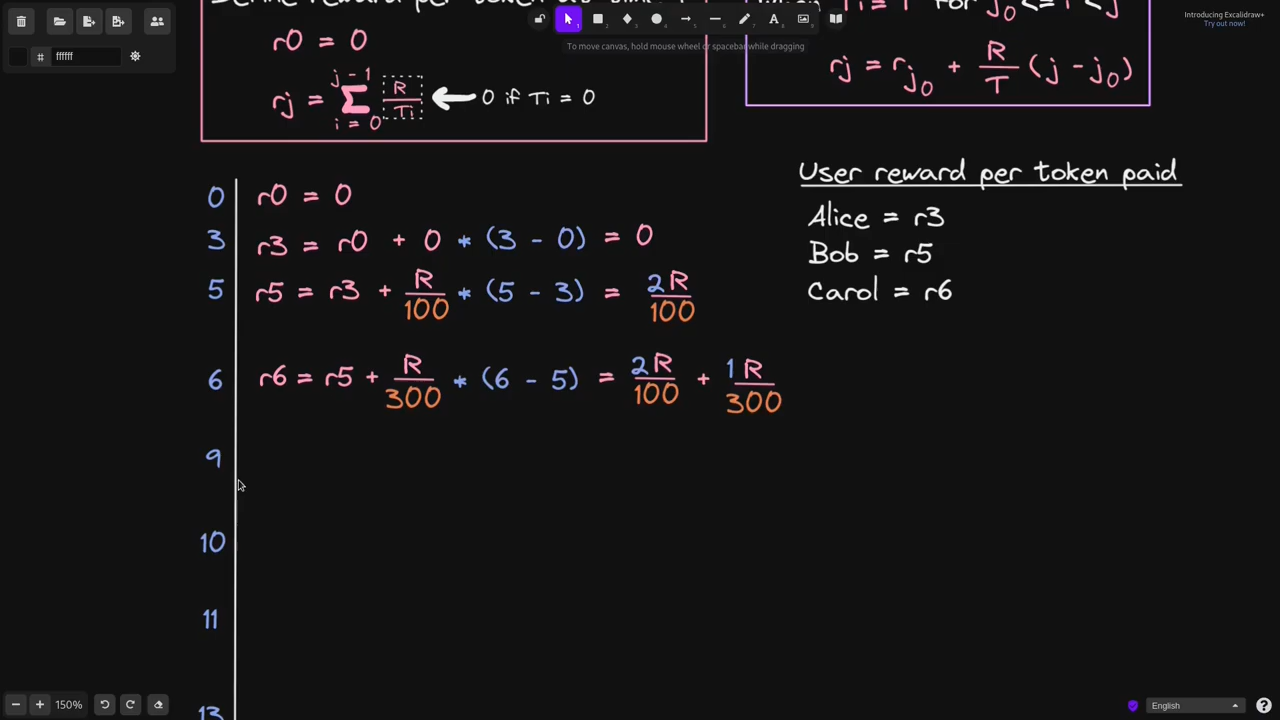 Introducing Excalidraw+
Try out now!
# ffffff
To move canvas, hold mouse wheel or spacebar while dragging
r0 = 0
rj = Σ j - 1 i = 0 R / Ti ← 0 if Ti = 0
rj = rj0 + R / T (j - j0)
User reward per token paid
Alice = r3
Bob = r5
Carol = r6
0 r0 = 0
3 r3 = r0 + 0 * (3 - 0) = 0
5 r5 = r3 + R / 100 * (5 - 3) = 2R / 100
6 r6 = r5 + R / 300 * (6 - 5) = 2R / 100 + 1R / 300
9
10
11
13
150%
English